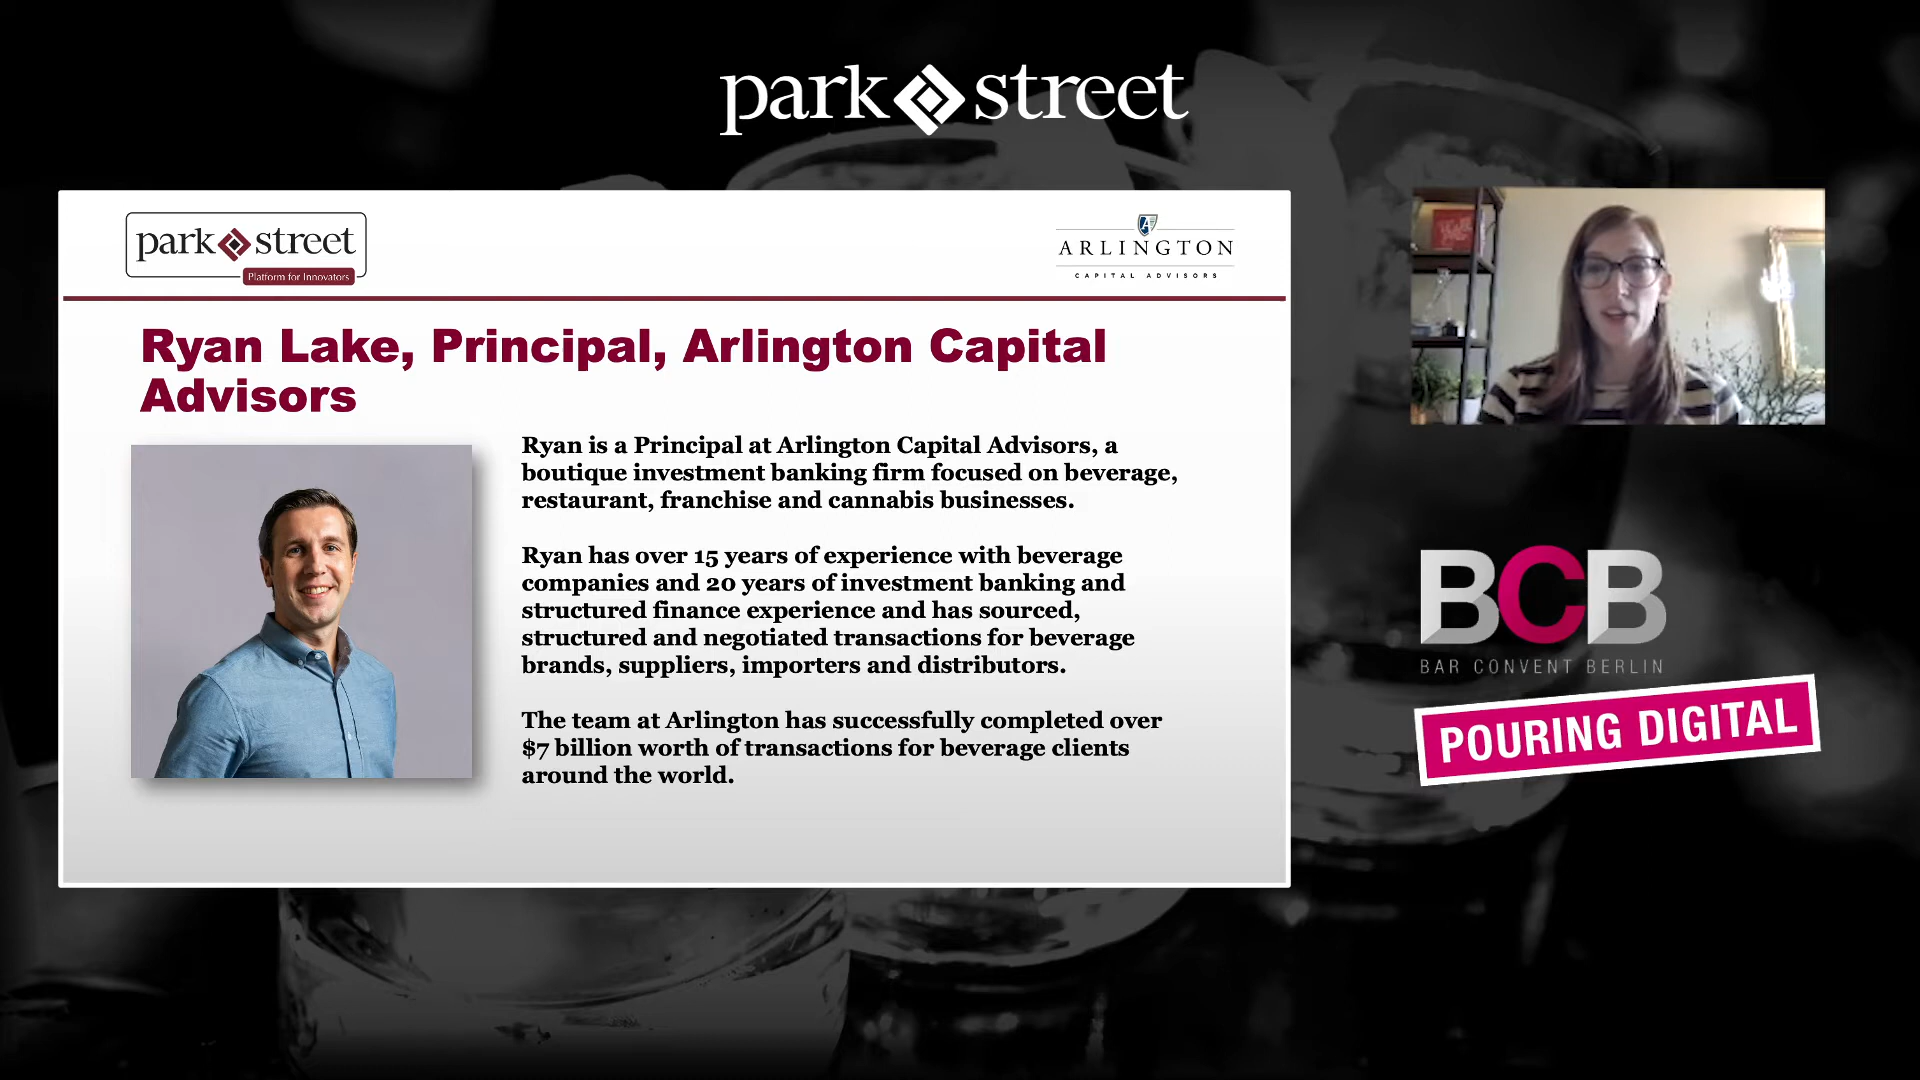 park street
park street
Platform for Innovators
ARLINGTON
CAPITAL ADVISORS
Ryan Lake, Principal, Arlington Capital
Advisors
Ryan is a Principal at Arlington Capital Advisors, a
boutique investment banking firm focused on beverage,
restaurant, franchise and cannabis businesses.
Ryan has over 15 years of experience with beverage
companies and 20 years of investment banking and
structured finance experience and has sourced,
structured and negotiated transactions for beverage
brands, suppliers, importers and distributors.
The team at Arlington has successfully completed over
$7 billion worth of transactions for beverage clients
around the world.
BCB
BAR CONVENT BERLIN
POURING DIGITAL